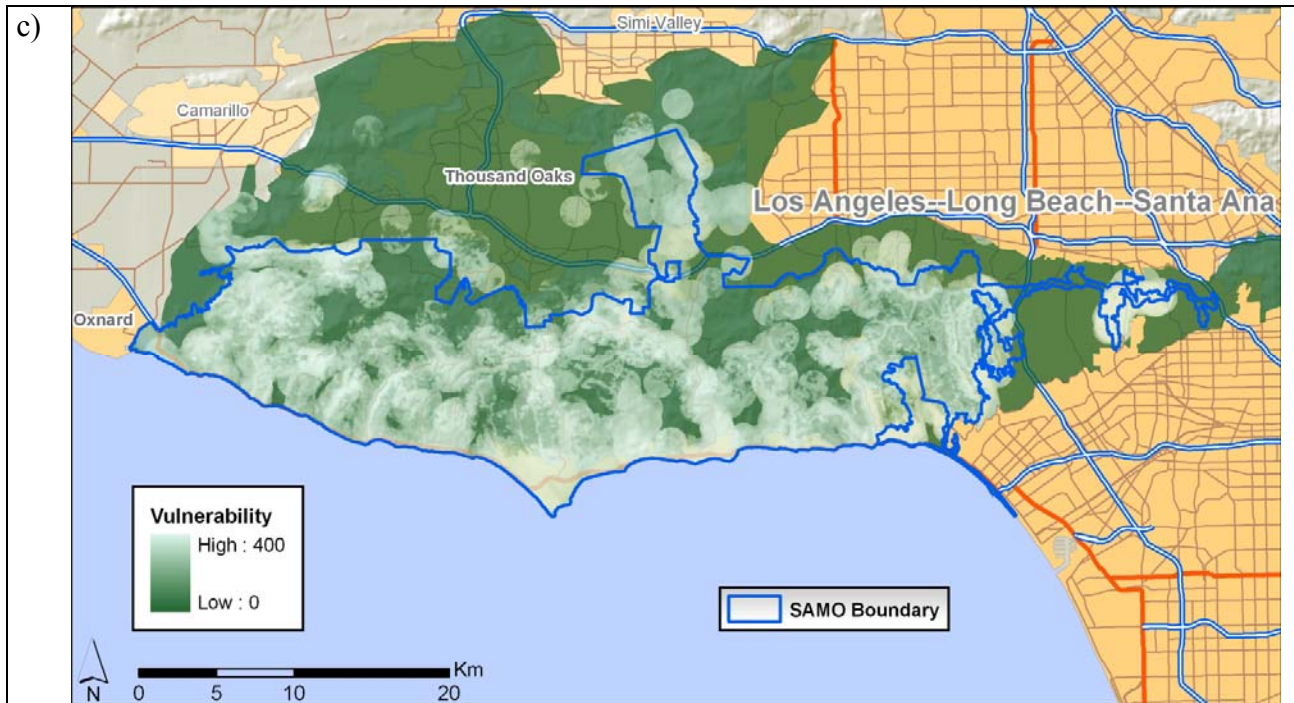 c)
Simi Valley
Camarillo
Thousand Oaks
Los Angeles--Long Beach--Santa Ana
Oxnard
Vulnerability
High : 400
Low : 0
SAMO Boundary
Km
N
0 5 10 20